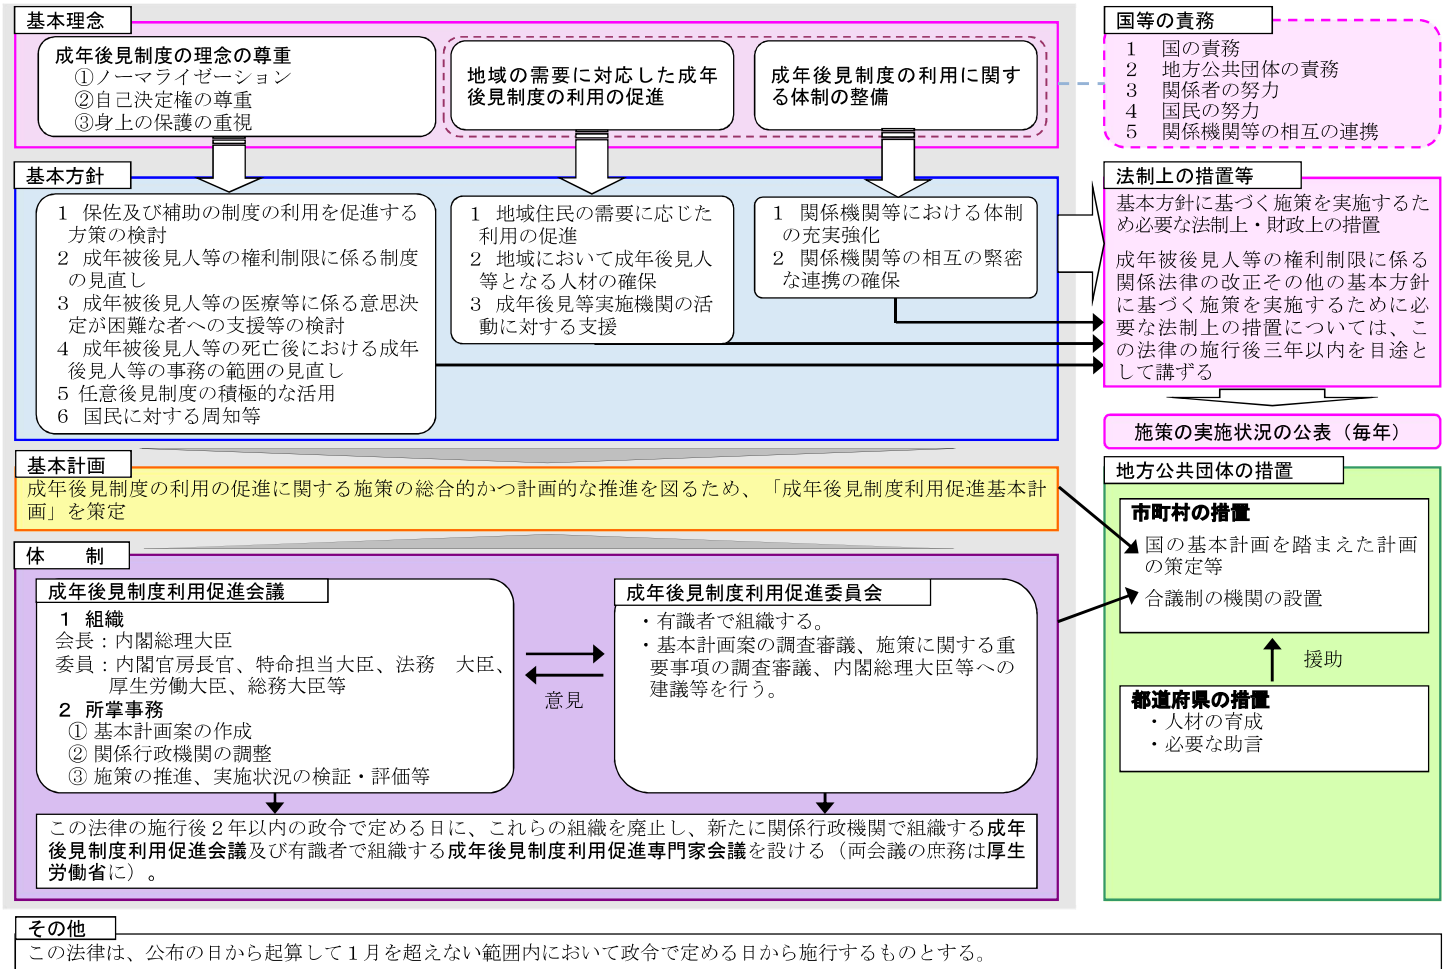 基本理念
成年後見制度の理念の尊重
①ノーマライゼーション
②自己決定権の尊重
③身上の保護の重視
地域の需要に対応した成年
後見制度の利用の促進
成年後見制度の利用に関す
る体制の整備
国等の責務
1 国の責務
2 地方公共団体の責務
3 関係者の努力
4 国民の努力
5 関係機関等の相互の連携
基本方針
1 保佐及び補助の制度の利用を促進する
方策の検討
2 成年被後見人等の権利制限に係る制度
の見直し
3 成年被後見人等の医療等に係る意思決
定が困難な者への支援等の検討
4 成年被後見人等の死亡後における成年
後見人等の事務の範囲の見直し
5 任意後見制度の積極的な活用
6 国民に対する周知等
1 地域住民の需要に応じた
利用の促進
2 地域において成年後見人
等となる人材の確保
3 成年後見等実施機関の活
動に対する支援
1 関係機関等における体制
の充実強化
2 関係機関等の相互の緊密
な連携の確保
法制上の措置等
基本方針に基づく施策を実施するた
め必要な法制上・財政上の措置
成年被後見人等の権利制限に係る
関係法律の改正その他の基本方針
に基づく施策を実施するために必
要な法制上の措置については、こ
の法律の施行後三年以内を目途と
して講ずる
施策の実施状況の公表（毎年）
基本計画
成年後見制度の利用の促進に関する施策の総合的かつ計画的な推進を図るため、「成年後見制度利用促進基本計
画」を策定
地方公共団体の措置
市町村の措置
国の基本計画を踏まえた計画
の策定等
合議制の機関の設置
援助
都道府県の措置
・人材の育成
・必要な助言
体　制
成年後見制度利用促進会議
1 組織
会長：内閣総理大臣
委員：内閣官房長官、特命担当大臣、法務　大臣、
厚生労働大臣、総務大臣等
2 所掌事務
① 基本計画案の作成
② 関係行政機関の調整
③ 施策の推進、実施状況の検証・評価等
意見
成年後見制度利用促進委員会
・有識者で組織する。
・基本計画案の調査審議、施策に関する重
要事項の調査審議、内閣総理大臣等への
建議等を行う。
この法律の施行後２年以内の政令で定める日に、これらの組織を廃止し、新たに関係行政機関で組織する成年
後見制度利用促進会議及び有識者で組織する成年後見制度利用促進専門家会議を設ける（両会議の庶務は厚生
労働省に）。
その他
この法律は、公布の日から起算して１月を超えない範囲内において政令で定める日から施行するものとする。